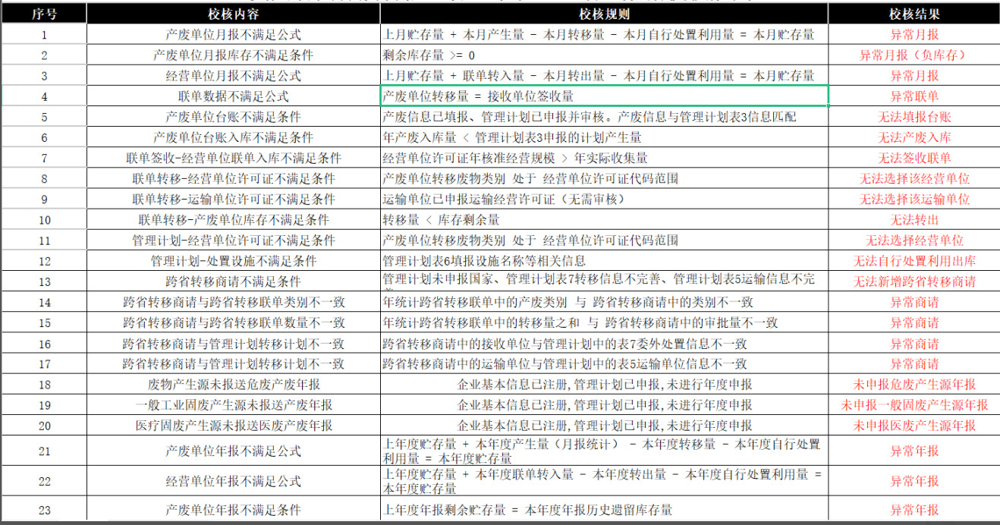 序号 校核内容 校核规则 校核结果
1 产废单位月报不满足公式 上月贮存量 + 本月产生量 - 本月转移量 - 本月自行处置利用量 = 本月贮存量 异常月报
2 产废单位月报库存不满足条件 剩余库存量 >= 0 异常月报（负库存）
3 经营单位月报不满足公式 上月贮存量 + 联单转入量 - 本月转出量 - 本月自行处置利用量 = 本月贮存量 异常月报
4 联单数据不满足公式 产废单位转移量 = 接收单位签收量 异常联单
5 产废单位台账不满足条件 产废信息已填报、管理计划已申报并审核。产废信息与管理计划表3信息匹配 无法填报台账
6 产废单位台账入库不满足条件 年产废入库量 < 管理计划表3申报的计划产生量 无法产废入库
7 联单签收-经营单位联单入库不满足条件 经营单位许可证年核准经营规模 > 年实际收集量 无法签收联单
8 联单转移-经营单位许可证不满足条件 产废单位转移废物类别 处于 经营单位许可证代码范围 无法选择该经营单位
9 联单转移-运输单位许可证不满足条件 运输单位已申报运输经营许可证（无需审核） 无法选择该运输单位
10 联单转移-产废单位库存不满足条件 转移量 < 库存剩余量 无法转出
11 管理计划-经营单位许可证不满足条件 产废单位转移废物类别 处于 经营单位许可证代码范围 无法选择经营单位
12 管理计划-处置设施不满足条件 管理计划表6填报设施名称等相关信息 无法自行处置利用出库
13 跨省转移商请不满足条件 管理计划未申报国家、管理计划表7转移信息不完善、管理计划表5运输信息不完 无法新增跨省转移商请
14 跨省转移商请与跨省转移联单类别不一致 年统计跨省转移联单中的产废类别 与 跨省转移商请中的类别不一致 异常商请
15 跨省转移商请与跨省转移联单数量不一致 年统计跨省转移联单中的转移量之和 与 跨省转移商请中的审批量不一致 异常商请
16 跨省转移商请与管理计划转移计划不一致 跨省转移商请中的接收单位与管理计划中的表7委外处置信息不一致 异常商请
17 跨省转移商请与管理计划转移计划不一致 跨省转移商请中的运输单位与管理计划中的表5运输单位信息不一致 异常商请
18 废物产生源未报送危废产废年报 企业基本信息已注册,管理计划已申报,未进行年度申报 未申报危废产生源年报
19 一般工业固废产生源未报送产废年报 企业基本信息已注册,管理计划已申报,未进行年度申报 未申报一般固废产生源年报
20 医疗固废产生源未报送医废产废年报 企业基本信息已注册,管理计划已申报,未进行年度申报 未申报医废产生源年报
21 产废单位年报不满足公式 上年度贮存量 + 本年度产生量（月报统计） - 本年度转移量 - 本年度自行处置
利用量 = 本年度贮存量 异常年报
22 经营单位年报不满足公式 上年度贮存量 + 本年度联单转入量 - 本年度转出量 - 本年度自行处置利用量 =
本年度贮存量 异常年报
23 产废单位年报不满足条件 上年度年报剩余贮存量 = 本年度年报历史遗留库存量 异常年报